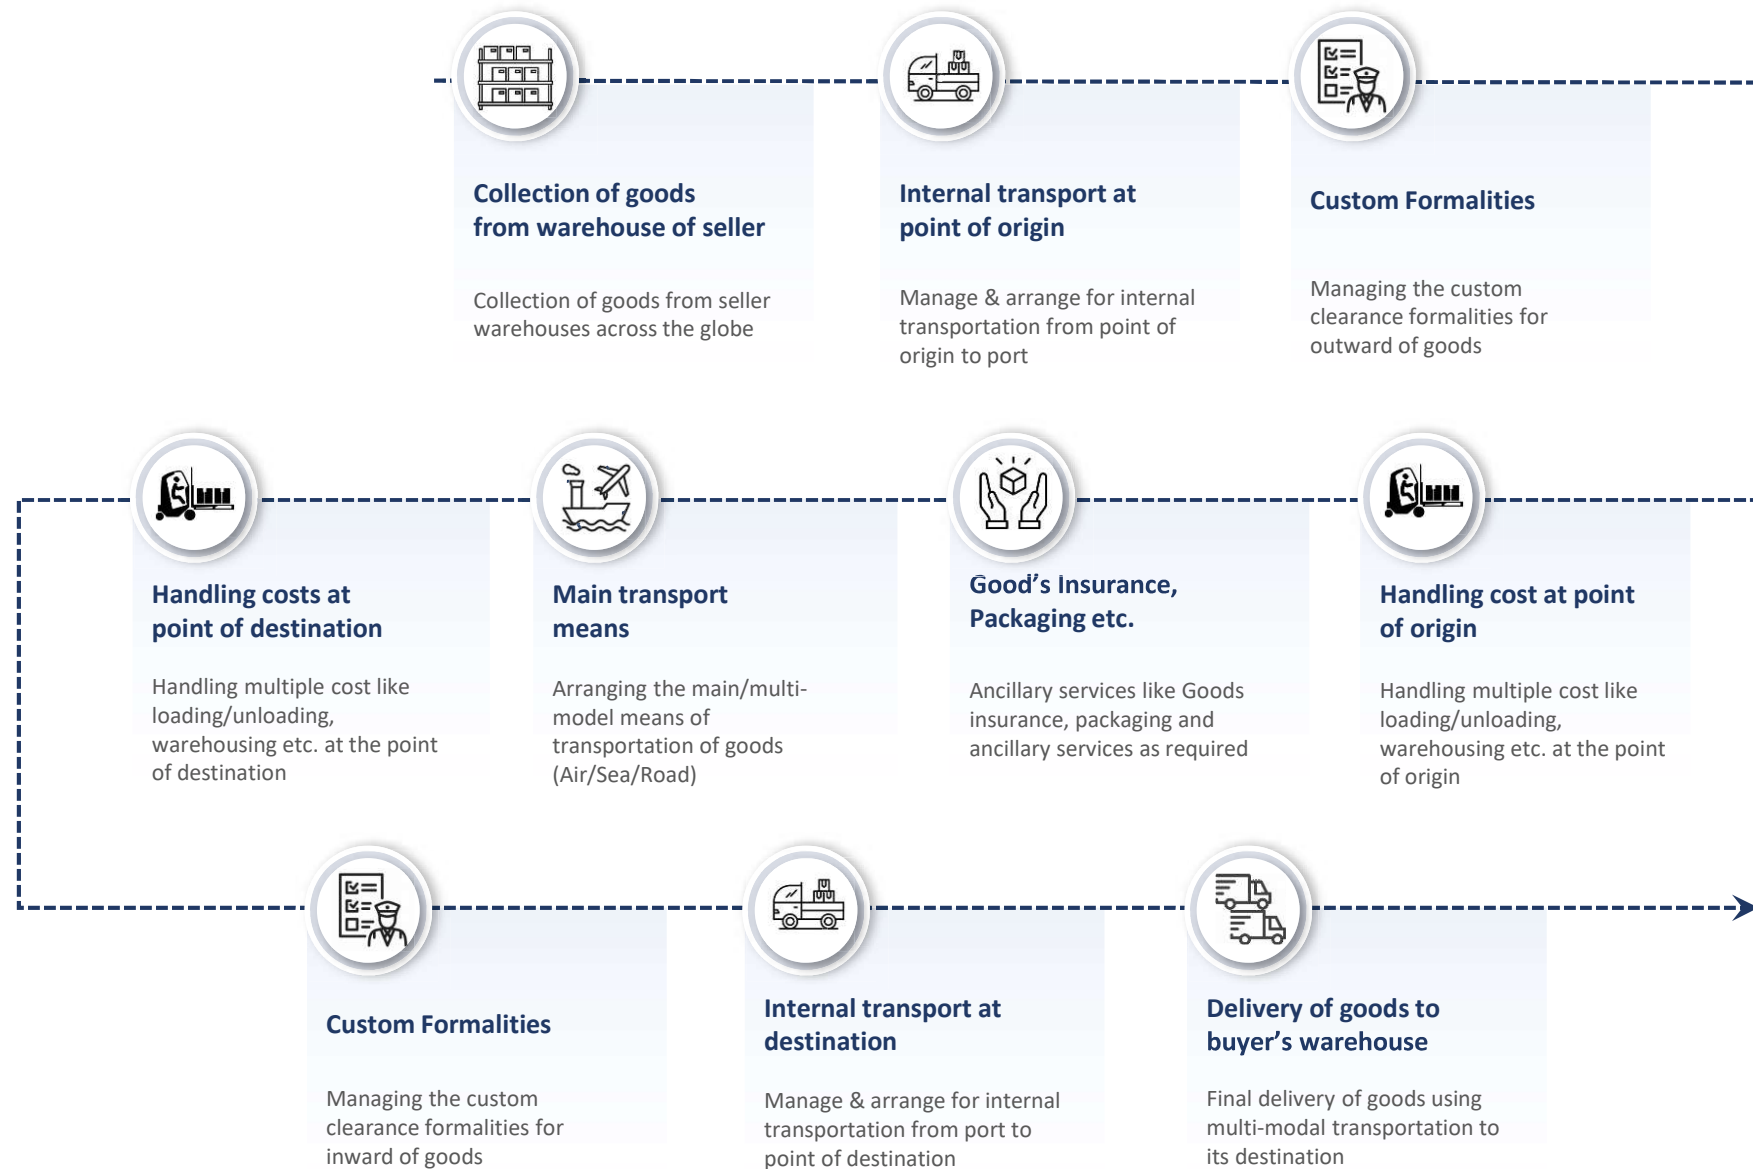 Collection of goods
from warehouse of seller
Collection of goods from seller
warehouses across the globe
Internal transport at
point of origin
Manage & arrange for internal
transportation from point of
origin to port
Custom Formalities
Managing the custom
clearance formalities for
outward of goods
Handling costs at
point of destination
Handling multiple cost like
loading/unloading,
warehousing etc. at the point
of destination
Main transport
means
Arranging the main/multi-
model means of
transportation of goods
(Air/Sea/Road)
Good’s Insurance,
Packaging etc.
Ancillary services like Goods
insurance, packaging and
ancillary services as required
Handling cost at point
of origin
Handling multiple cost like
loading/unloading,
warehousing etc. at the point
of origin
Custom Formalities
Managing the custom
clearance formalities for
inward of goods
Internal transport at
destination
Manage & arrange for internal
transportation from port to
point of destination
Delivery of goods to
buyer’s warehouse
Final delivery of goods using
multi-modal transportation to
its destination